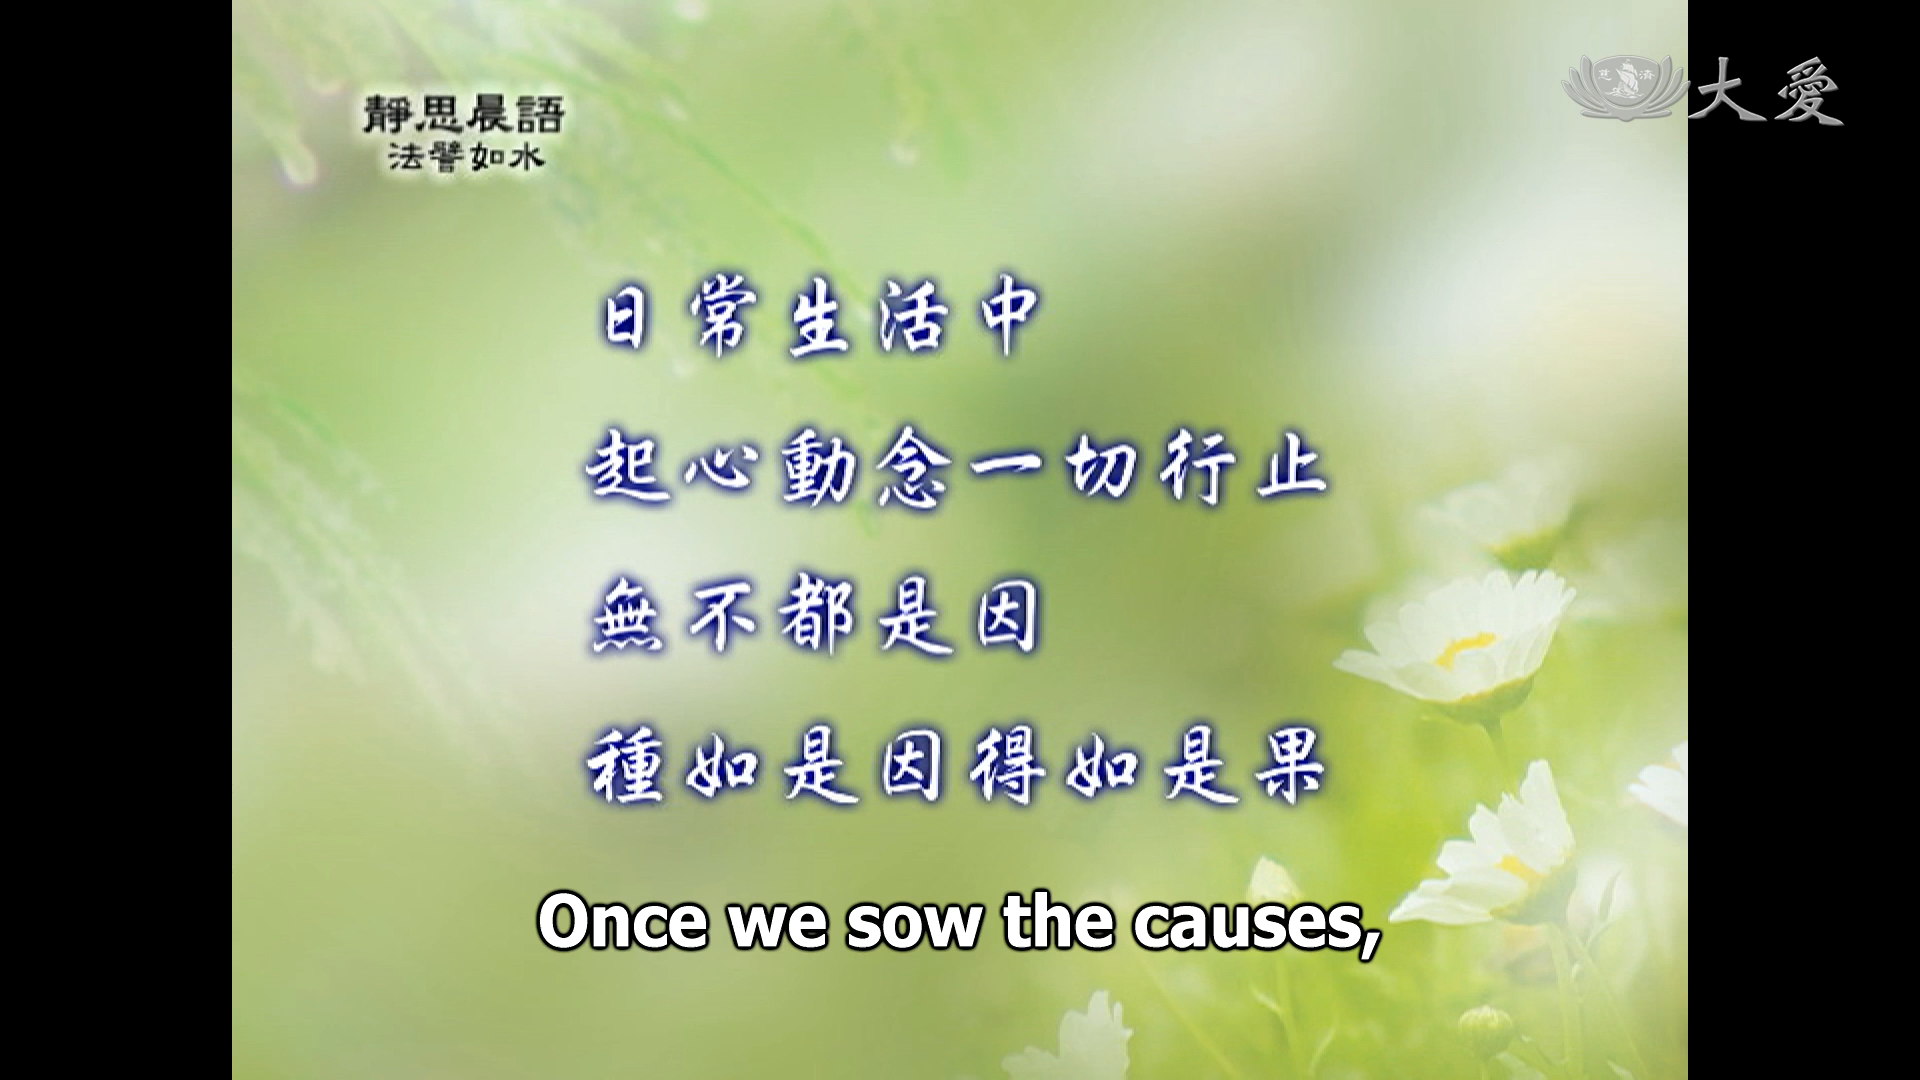 靜思晨語
法譬如水
慈濟
大愛
日常生活中
起心動念一切行止
無不都是因
種如是因得如是果
Once we sow the causes,